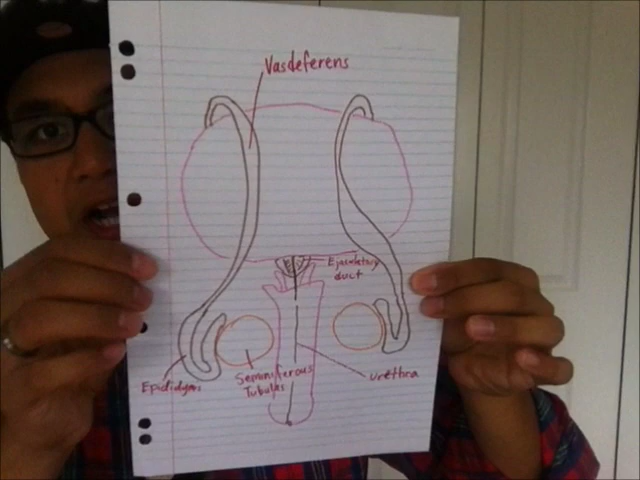 Vasdeferens
Ejaculatory
duct
Epididymis
Seminiferous
Tubules
urethra